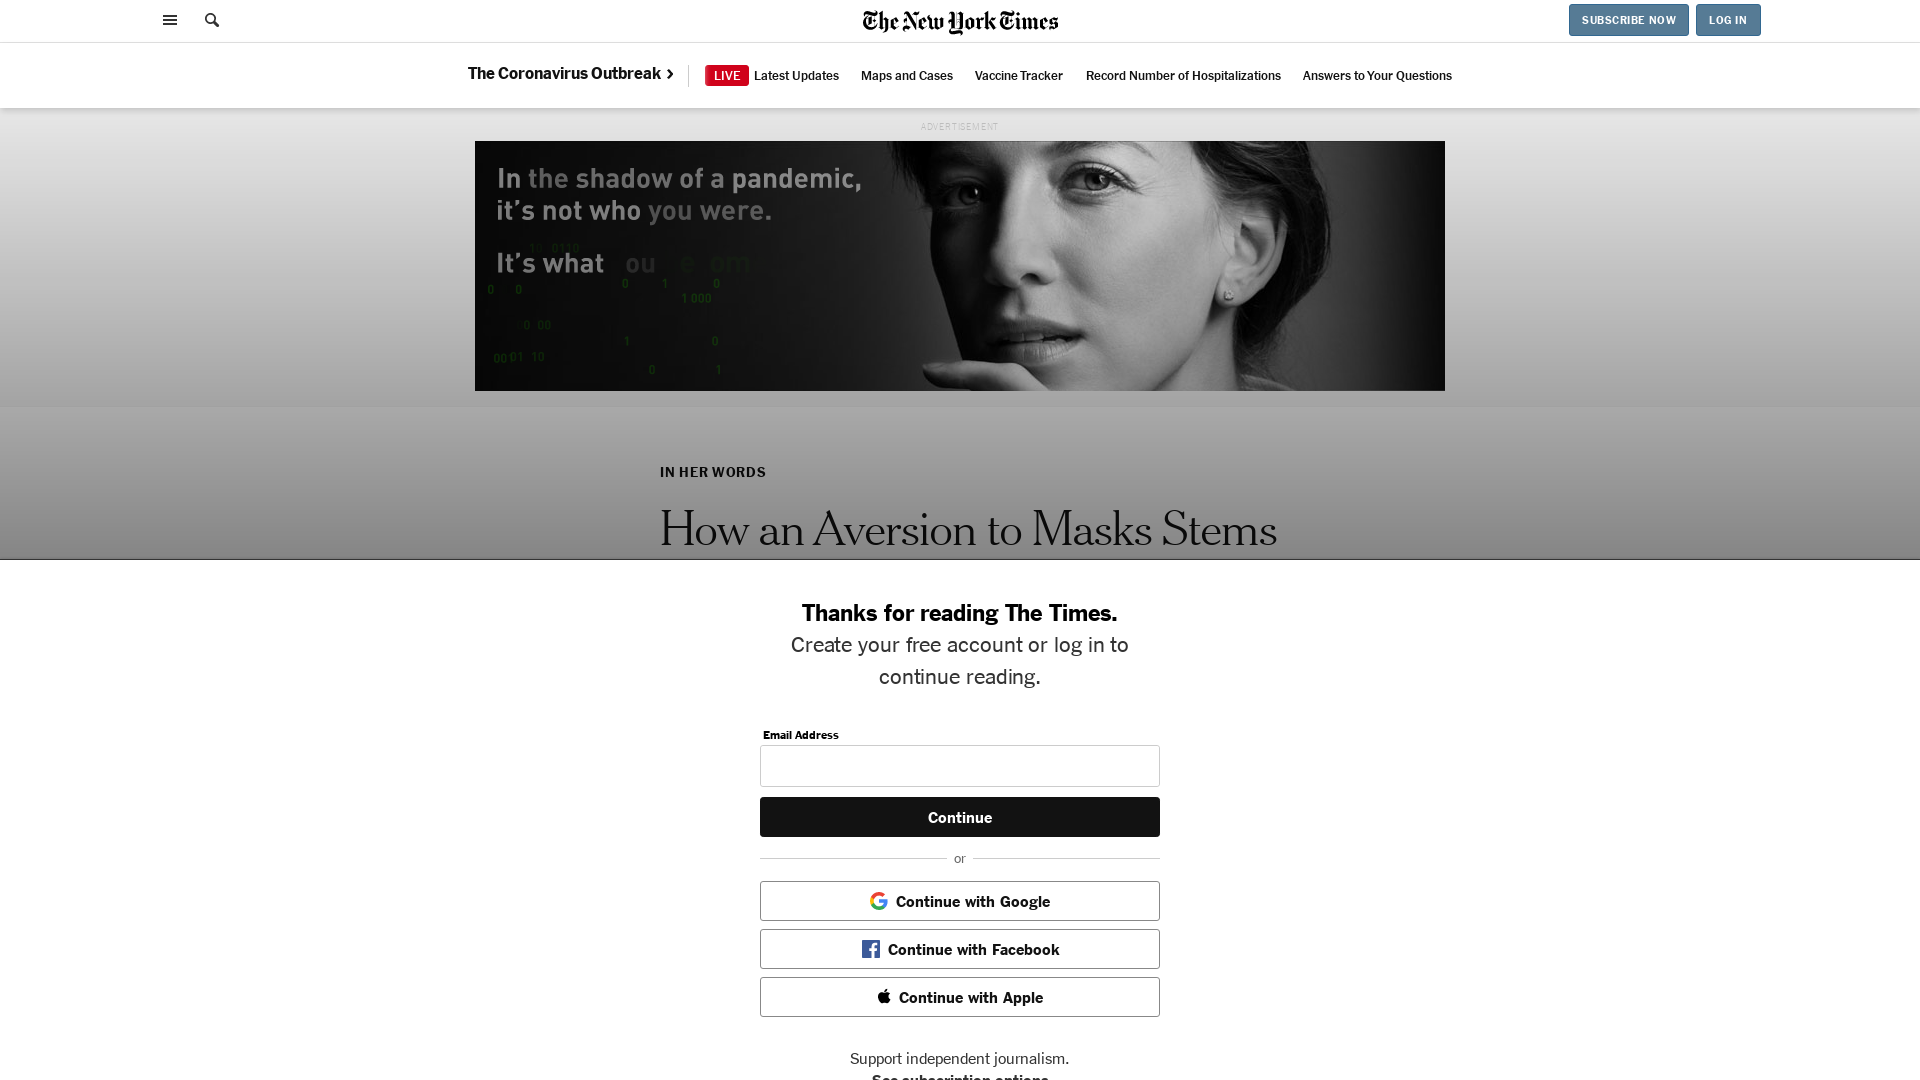 The New York Times
SUBSCRIBE NOW
LOG IN
The Coronavirus Outbreak
LIVE Latest Updates
Maps and Cases
Vaccine Tracker
Record Number of Hospitalizations
Answers to Your Questions
ADVERTISEMENT
In the shadow of a pandemic,
it's not who you were.
It's what
IN HER WORDS
How an Aversion to Masks Stems
Thanks for reading The Times.
Create your free account or log in to
continue reading.
Email Address
Continue
or
Continue with Google
Continue with Facebook
Continue with Apple
Support independent journalism.
See subscription options